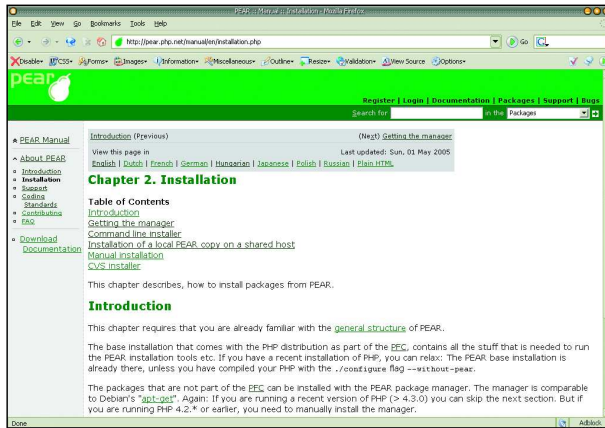 PEAR :: Manual :: Installation - Mozilla Firefox
File Edit View Go Bookmarks Tools Help
http://pear.php.net/manual/en/installation.php
Go
Disable CSS Forms Images Information Miscellaneous Outline Resize Validation View Source Options
pear
Register | Login | Documentation | Packages | Support | Bugs
Search for in the Packages
PEAR Manual
About PEAR
Introduction
Installation
Support
Coding
Standards
Contributing
FAQ
Download
Documentation
Introduction (Previous) (Next) Getting the manager
View this page in Last updated: Sun, 01 May 2005
English | Dutch | French | German | Hungarian | Japanese | Polish | Russian | Plain HTML
Chapter 2. Installation
Table of Contents
Introduction
Getting the manager
Command line installer
Installation of a local PEAR copy on a shared host
Manual installation
CVS installer
This chapter describes, how to install packages from PEAR.
Introduction
This chapter requires that you are already familiar with the general structure of PEAR.
The base installation that comes with the PHP distribution as part of the PFC, contains all the stuff that is needed to run
the PEAR installation tools etc. If you have a recent installation of PHP, you can relax: The PEAR base installation is
already there, unless you have compiled your PHP with the ./configure flag --without-pear.
The packages that are not part of the PFC can be installed with the PEAR package manager. The manager is comparable
to Debian's "apt-get". Again: If you are running a recent version of PHP (> 4.3.0) you can skip the next section. But if
you are running PHP 4.2.* or earlier, you need to manually install the manager.
Done Adblock